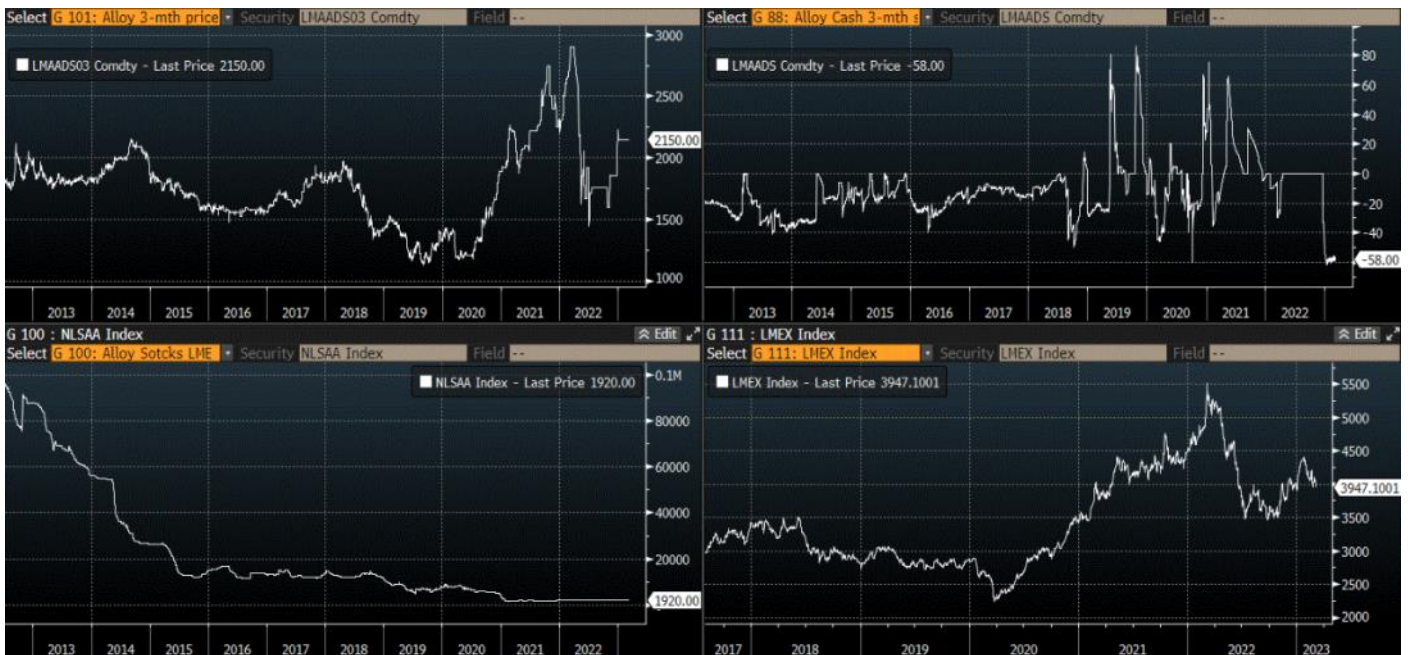 Select G 101: Alloy 3-mth price Security LMAADS03 Comdty Field --
LMAADS03 Comdty - Last Price 2150.00
3000
2500
2150.00
2000
1500
1000
2013 2014 2015 2016 2017 2018 2019 2020 2021 2022
Select G 88: Alloy Cash 3-mth s Security LMAADS Comdty Field --
LMAADS Comdty - Last Price -58.00
80
60
40
20
0
-20
-40
-58.00
2013 2014 2015 2016 2017 2018 2019 2020 2021 2022
G 100 : NLSAA Index Edit
Select G 100: Alloy Sotcks LME Security NLSAA Index Field --
NLSAA Index - Last Price 1920.00
0.1M
80000
60000
40000
20000
1920.00
2013 2014 2015 2016 2017 2018 2019 2020 2021 2022
G 111 : LMEX Index Edit
Select G 111: LMEX Index Security LMEX Index Field --
LMEX Index - Last Price 3947.1001
5500
5000
4500
3947.1001
3500
3000
2500
2000
2017 2018 2019 2020 2021 2022 2023